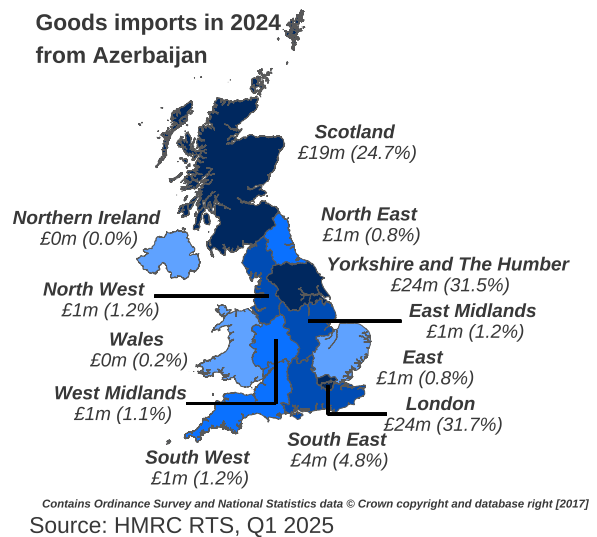 Goods imports in 2024
from Azerbaijan
Scotland
£19m (24.7%)
Northern Ireland
£0m (0.0%)
North East
£1m (0.8%)
Yorkshire and The Humber
£24m (31.5%)
North West
£1m (1.2%)
East Midlands
£1m (1.2%)
Wales
£0m (0.2%)
East
£1m (0.8%)
West Midlands
£1m (1.1%)
London
£24m (31.7%)
South East
£4m (4.8%)
South West
£1m (1.2%)
Contains Ordinance Survey and National Statistics data © Crown copyright and database right [2017]
Source: HMRC RTS, Q1 2025